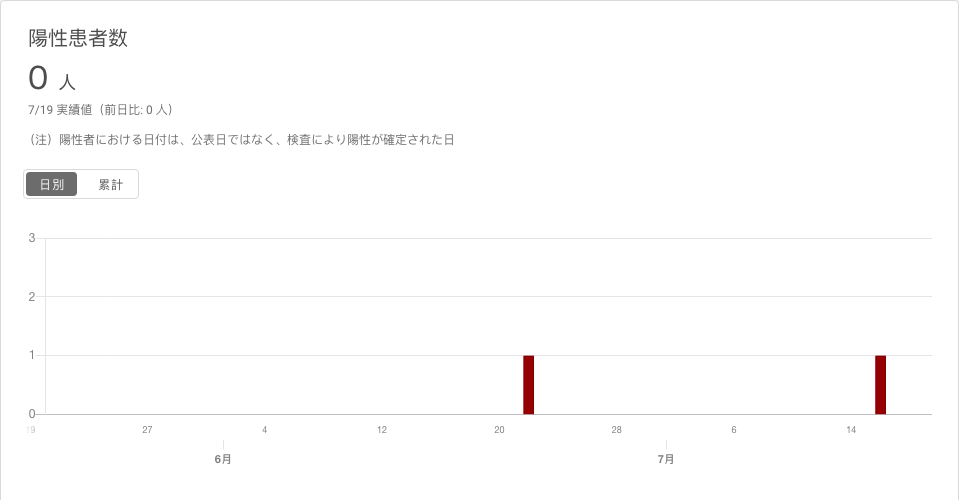 陽性患者数
0 人
7/19 実績値（前日比: 0 人）
（注）陽性者における日付は、公表日ではなく、検査により陽性が確定された日
日別 累計
3
2
1
0
19 27 4 12 20 28 6 14
6月 7月